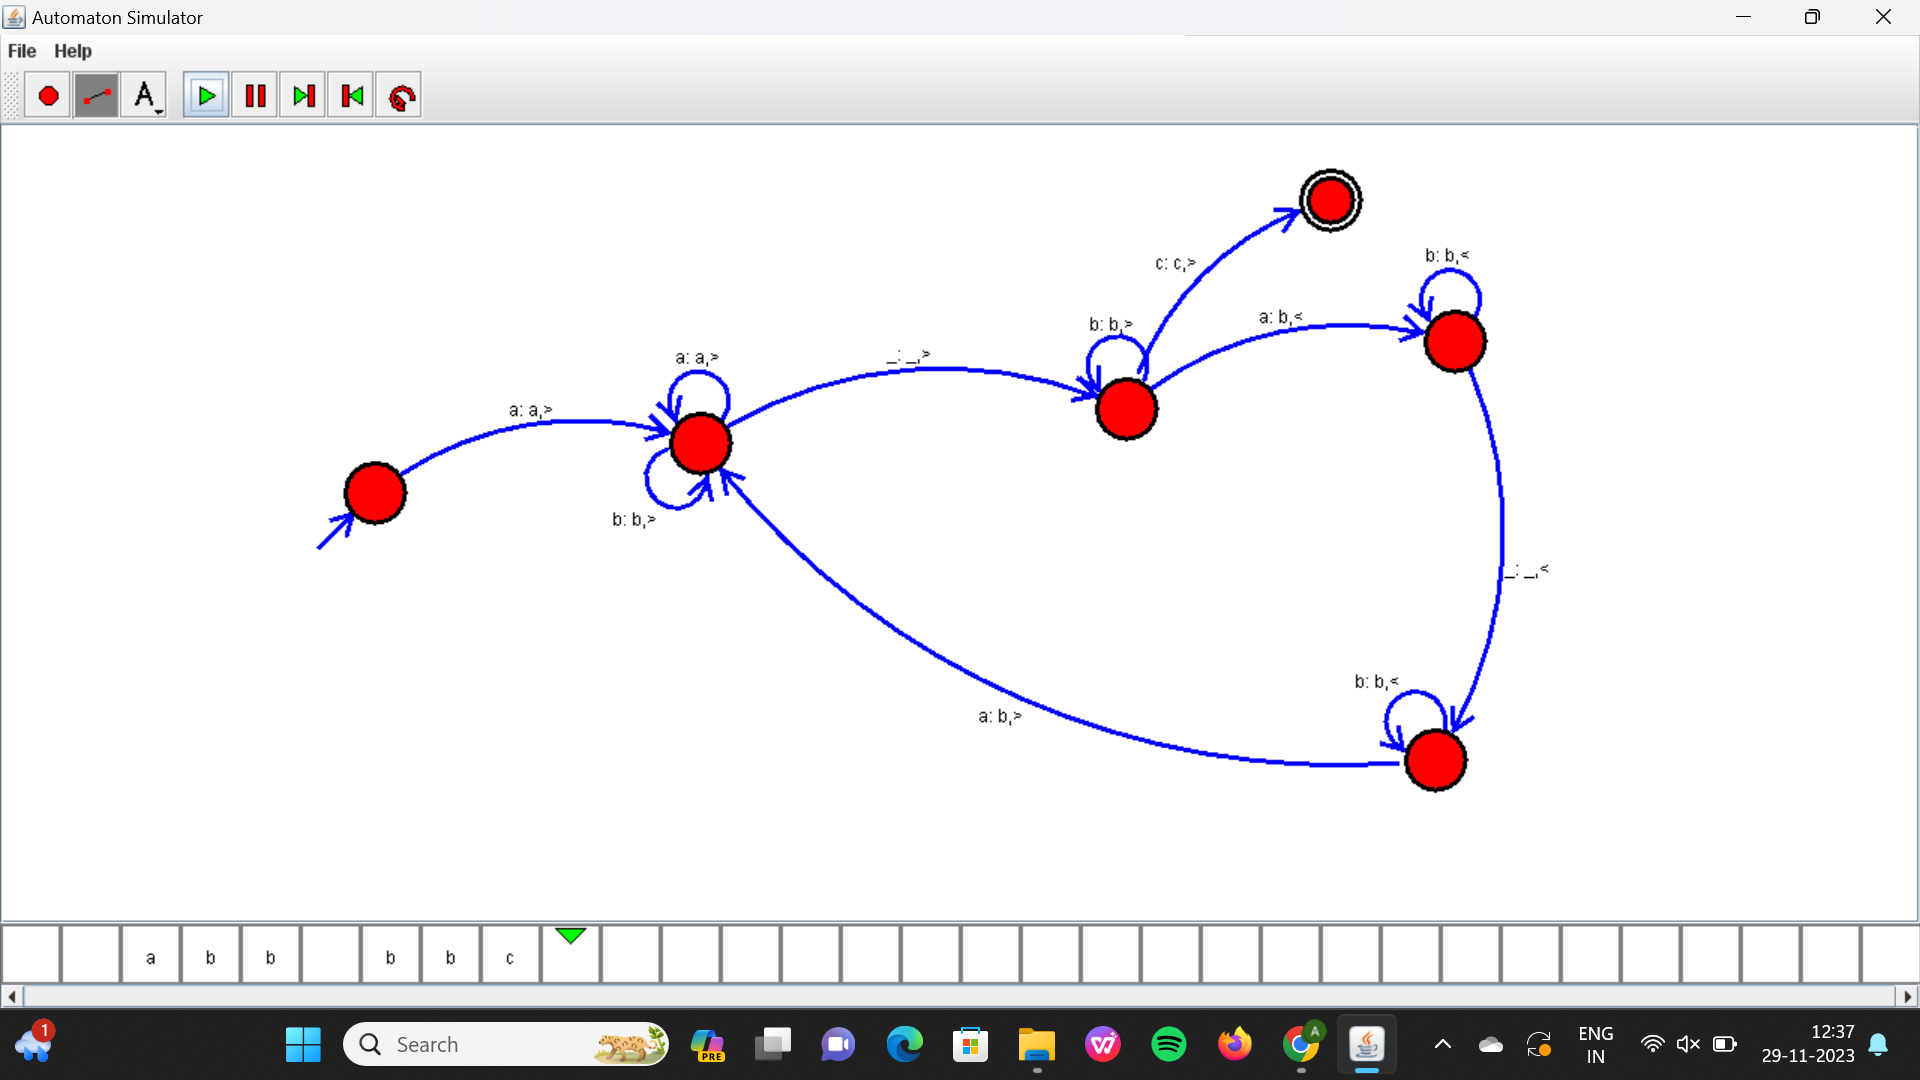 Automaton Simulator
File Help
A
c: c,>
b: b,<
b: b,>
a: b,<
a: a,>
_: _,>
a: a,>
b: b,>
_: _,<
b: b,<
a: b,>
a b b b b c
1
Search
PRE
A
ENG
IN
12:37
29-11-2023